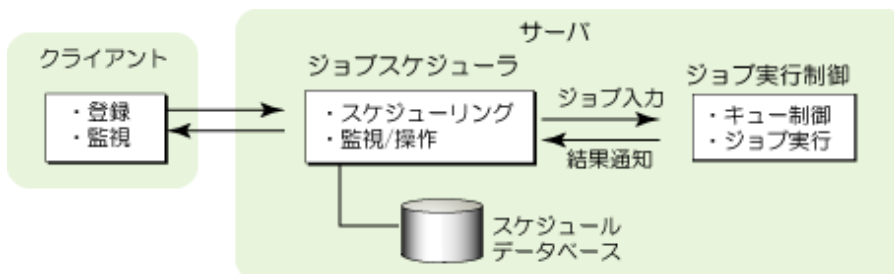 サーバ
クライアント
・登録
・監視
ジョブスケジューラ
・スケジューリング
・監視/操作
ジョブ入力
結果通知
ジョブ実行制御
・キュー制御
・ジョブ実行
スケジュール
データベース